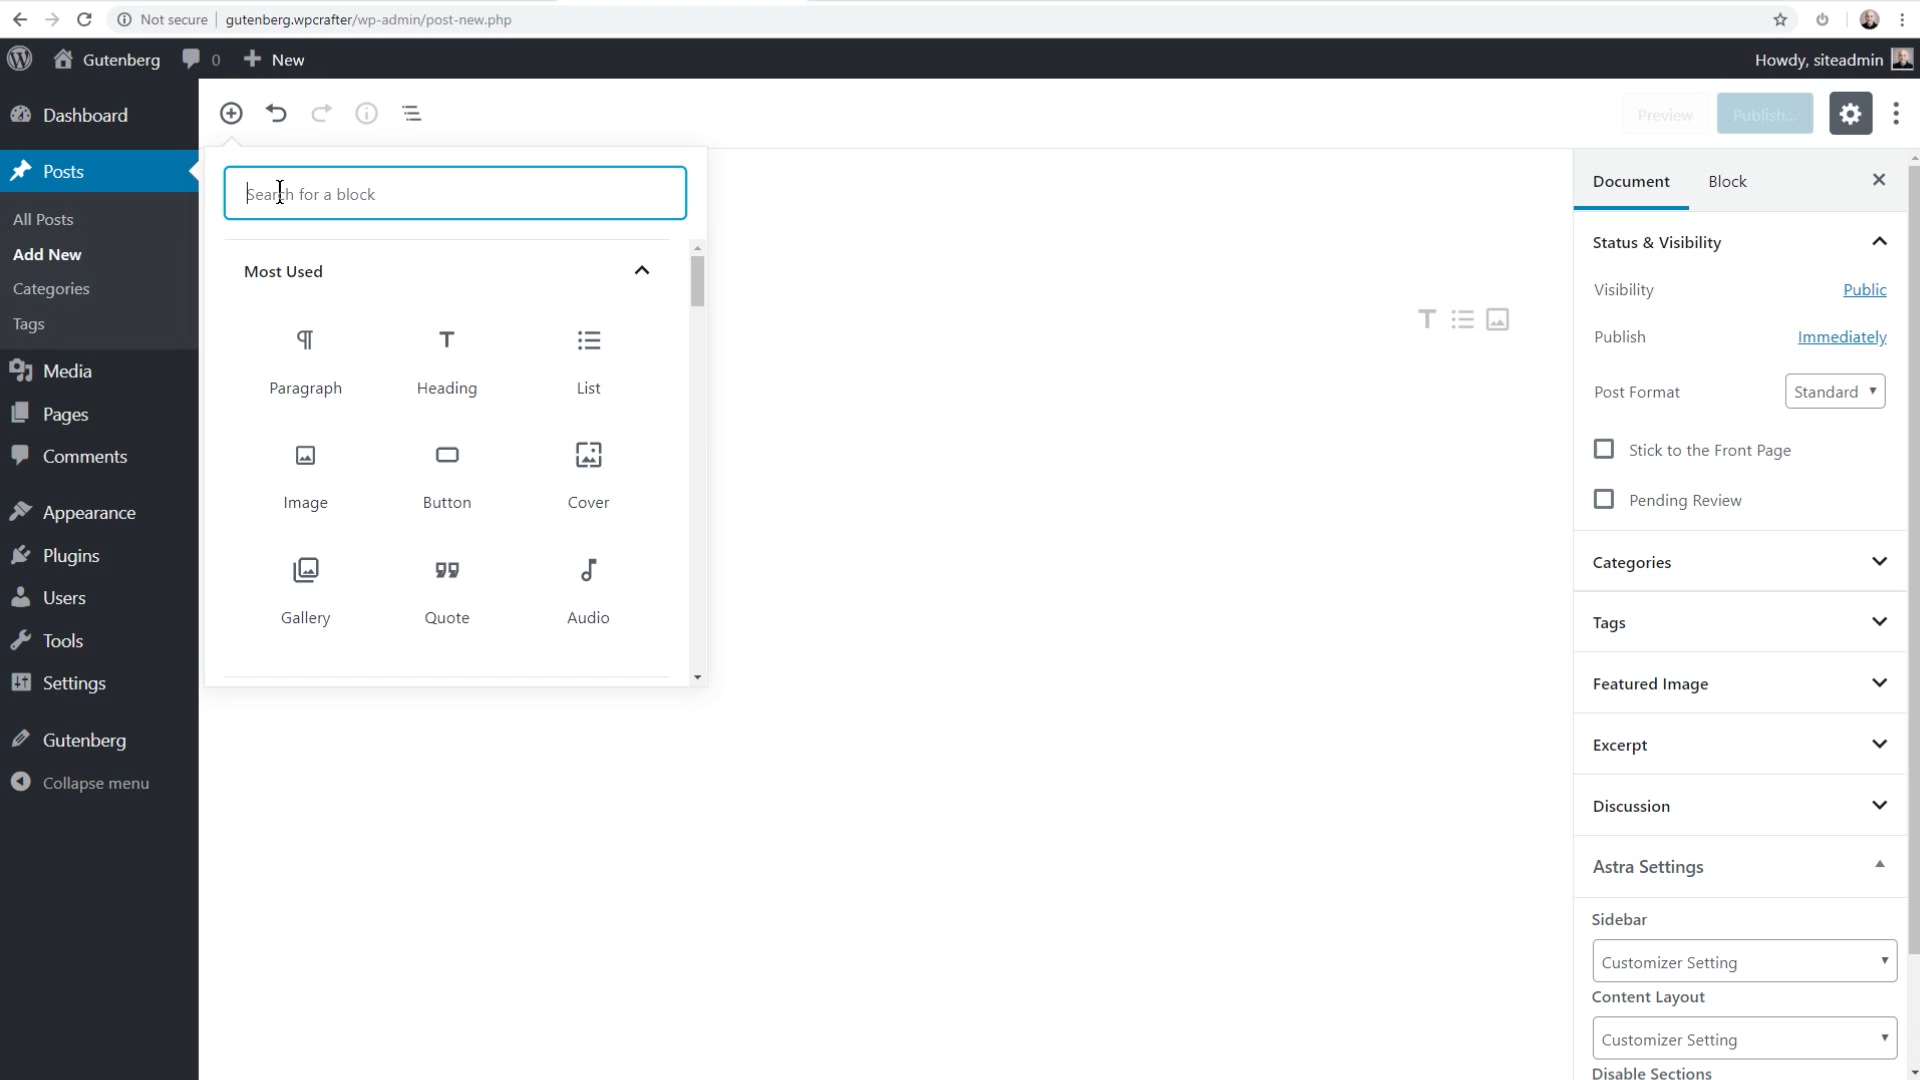 Not secure gutenberg.wpcrafter/wp-admin/post-new.php
Gutenberg 0 New Howdy, siteadmin
Dashboard
Posts
All Posts
Add New
Categories
Tags
Media
Pages
Comments
Appearance
Plugins
Users
Tools
Settings
Gutenberg
Collapse menu
Search for a block
Most Used
Paragraph Heading List
Image Button Cover
Gallery Quote Audio
Preview Publish...
Document Block
Status & Visibility
Visibility Public
Publish Immediately
Post Format Standard
Stick to the Front Page
Pending Review
Categories
Tags
Featured Image
Excerpt
Discussion
Astra Settings
Sidebar
Customizer Setting
Content Layout
Customizer Setting
Disable Sections